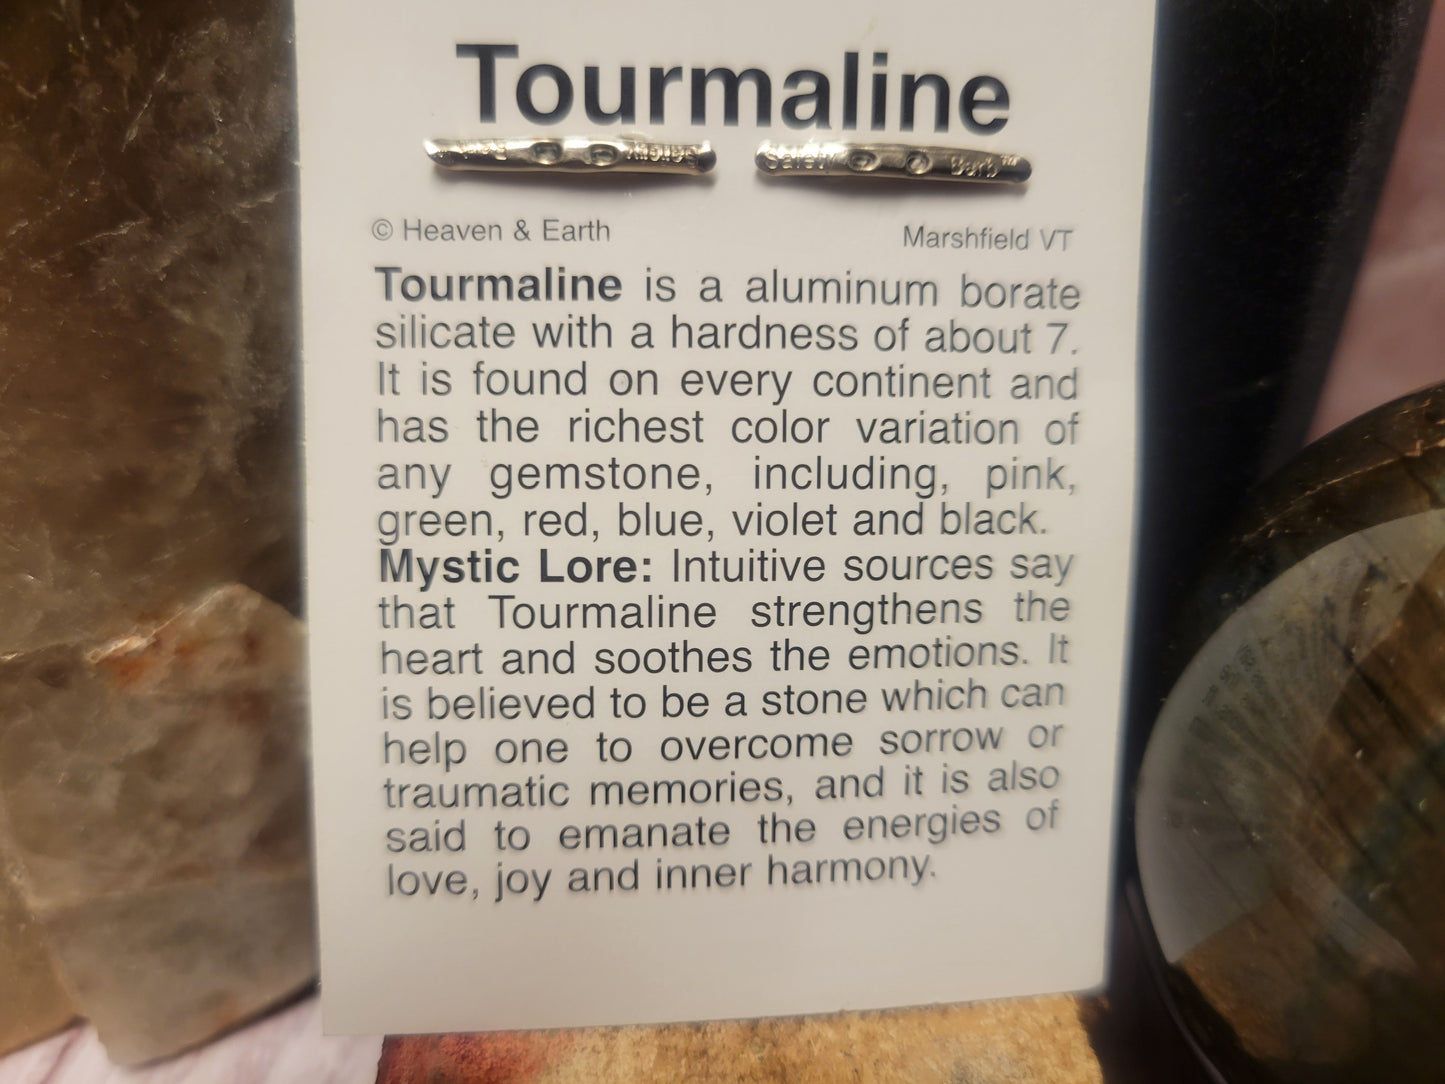 Tourmaline
Safety
Safety Barb™
© Heaven & Earth Marshfield VT
Tourmaline is a aluminum borate
silicate with a hardness of about 7.
It is found on every continent and
has the richest color variation of
any gemstone, including, pink,
green, red, blue, violet and black.
Mystic Lore: Intuitive sources say
that Tourmaline strengthens the
heart and soothes the emotions. It
is believed to be a stone which can
help one to overcome sorrow or
traumatic memories, and it is also
said to emanate the energies of
love, joy and inner harmony.